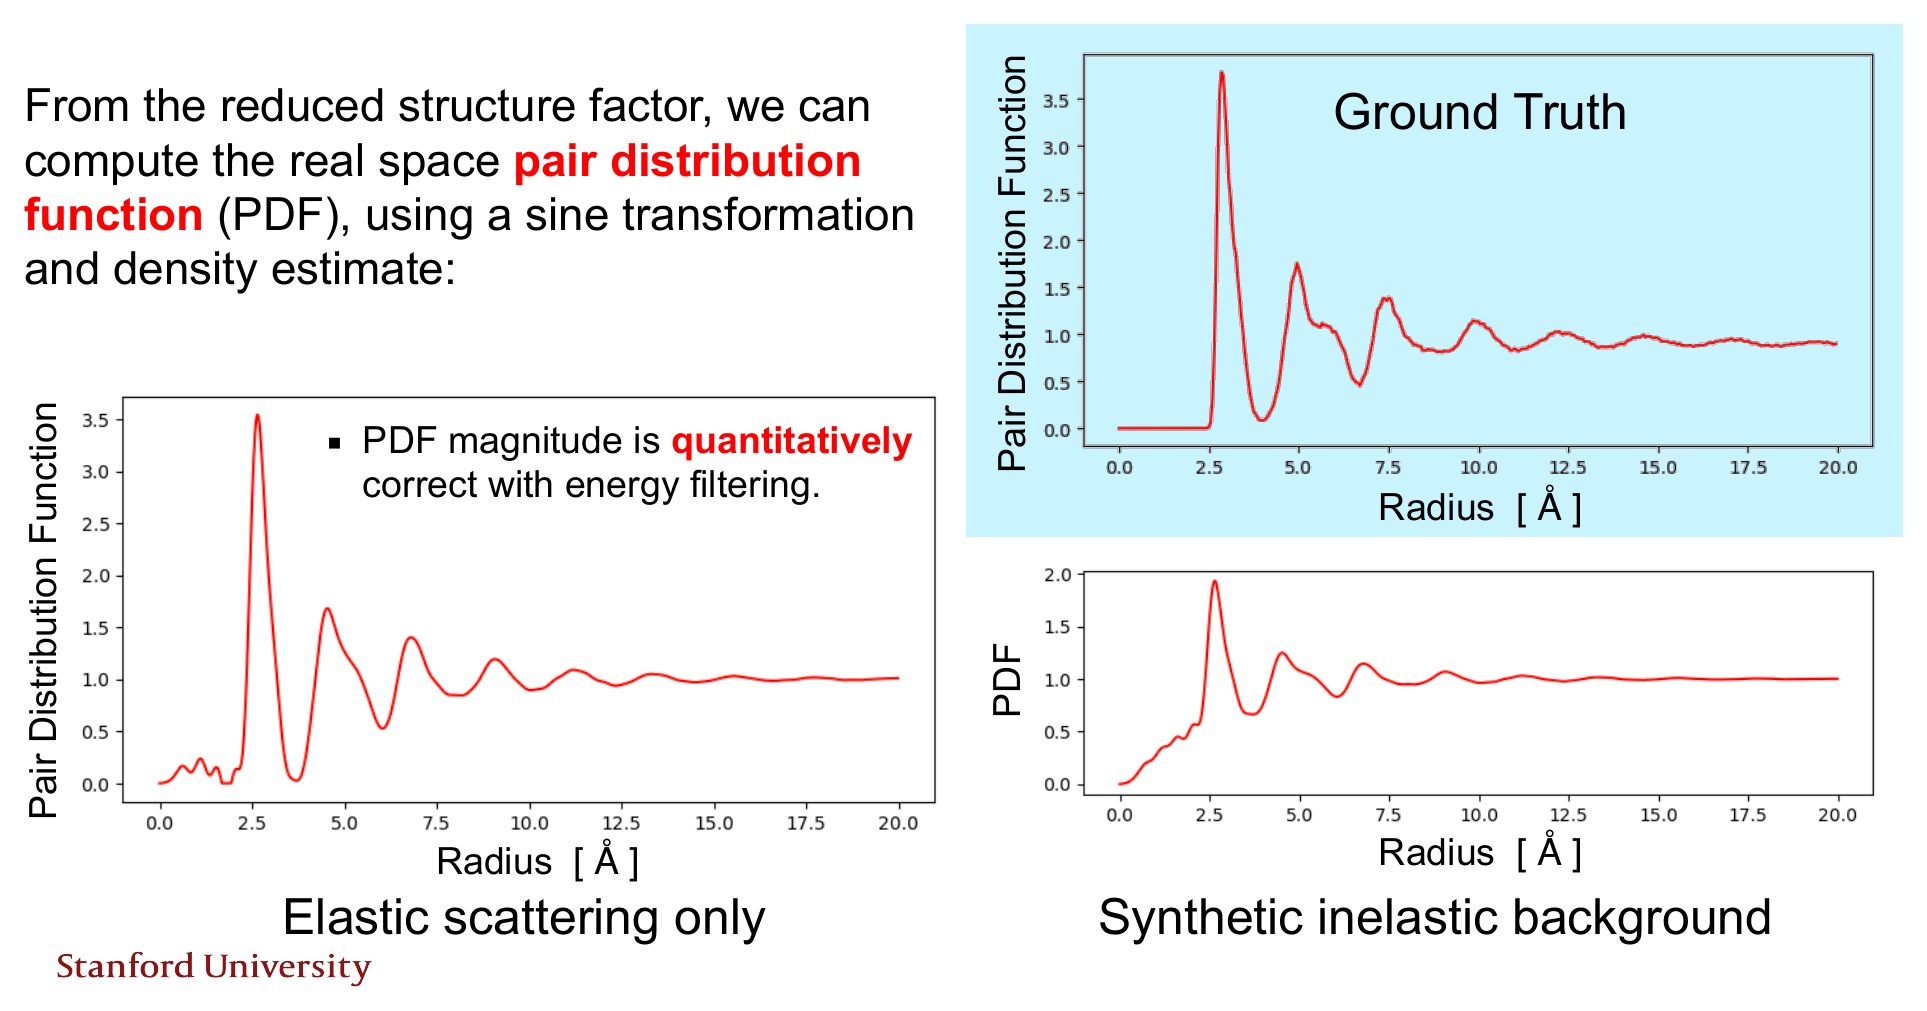 From the reduced structure factor, we can
compute the real space pair distribution
function (PDF), using a sine transformation
and density estimate:
Pair Distribution Function
3.5
3.0
2.5
2.0
1.5
1.0
0.5
0.0
Ground Truth
0.0 2.5 5.0 7.5 10.0 12.5 15.0 17.5 20.0
Radius [ Å ]
Pair Distribution Function
3.5
3.0
2.5
2.0
1.5
1.0
0.5
0.0
▪ PDF magnitude is quantitatively
correct with energy filtering.
0.0 2.5 5.0 7.5 10.0 12.5 15.0 17.5 20.0
Radius [ Å ]
Elastic scattering only
PDF
2.0
1.5
1.0
0.5
0.0
0.0 2.5 5.0 7.5 10.0 12.5 15.0 17.5 20.0
Radius [ Å ]
Synthetic inelastic background
Stanford University